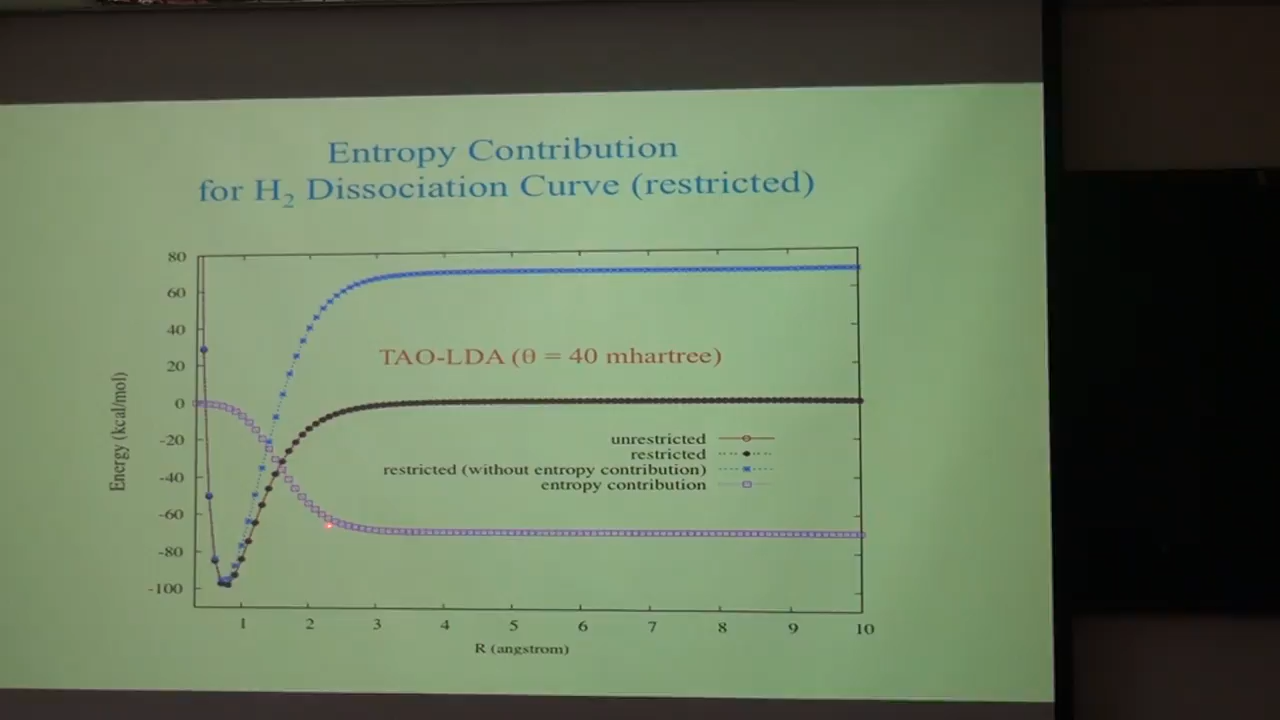 Entropy Contribution
for H₂ Dissociation Curve (restricted)
80
60
40
20
0
-20
-40
-60
-80
-100
Energy (kcal/mol)
TAO-LDA (θ = 40 mhartree)
unrestricted
restricted
restricted (without entropy contribution)
entropy contribution
1 2 3 4 5 6 7 8 9 10
R (angstrom)